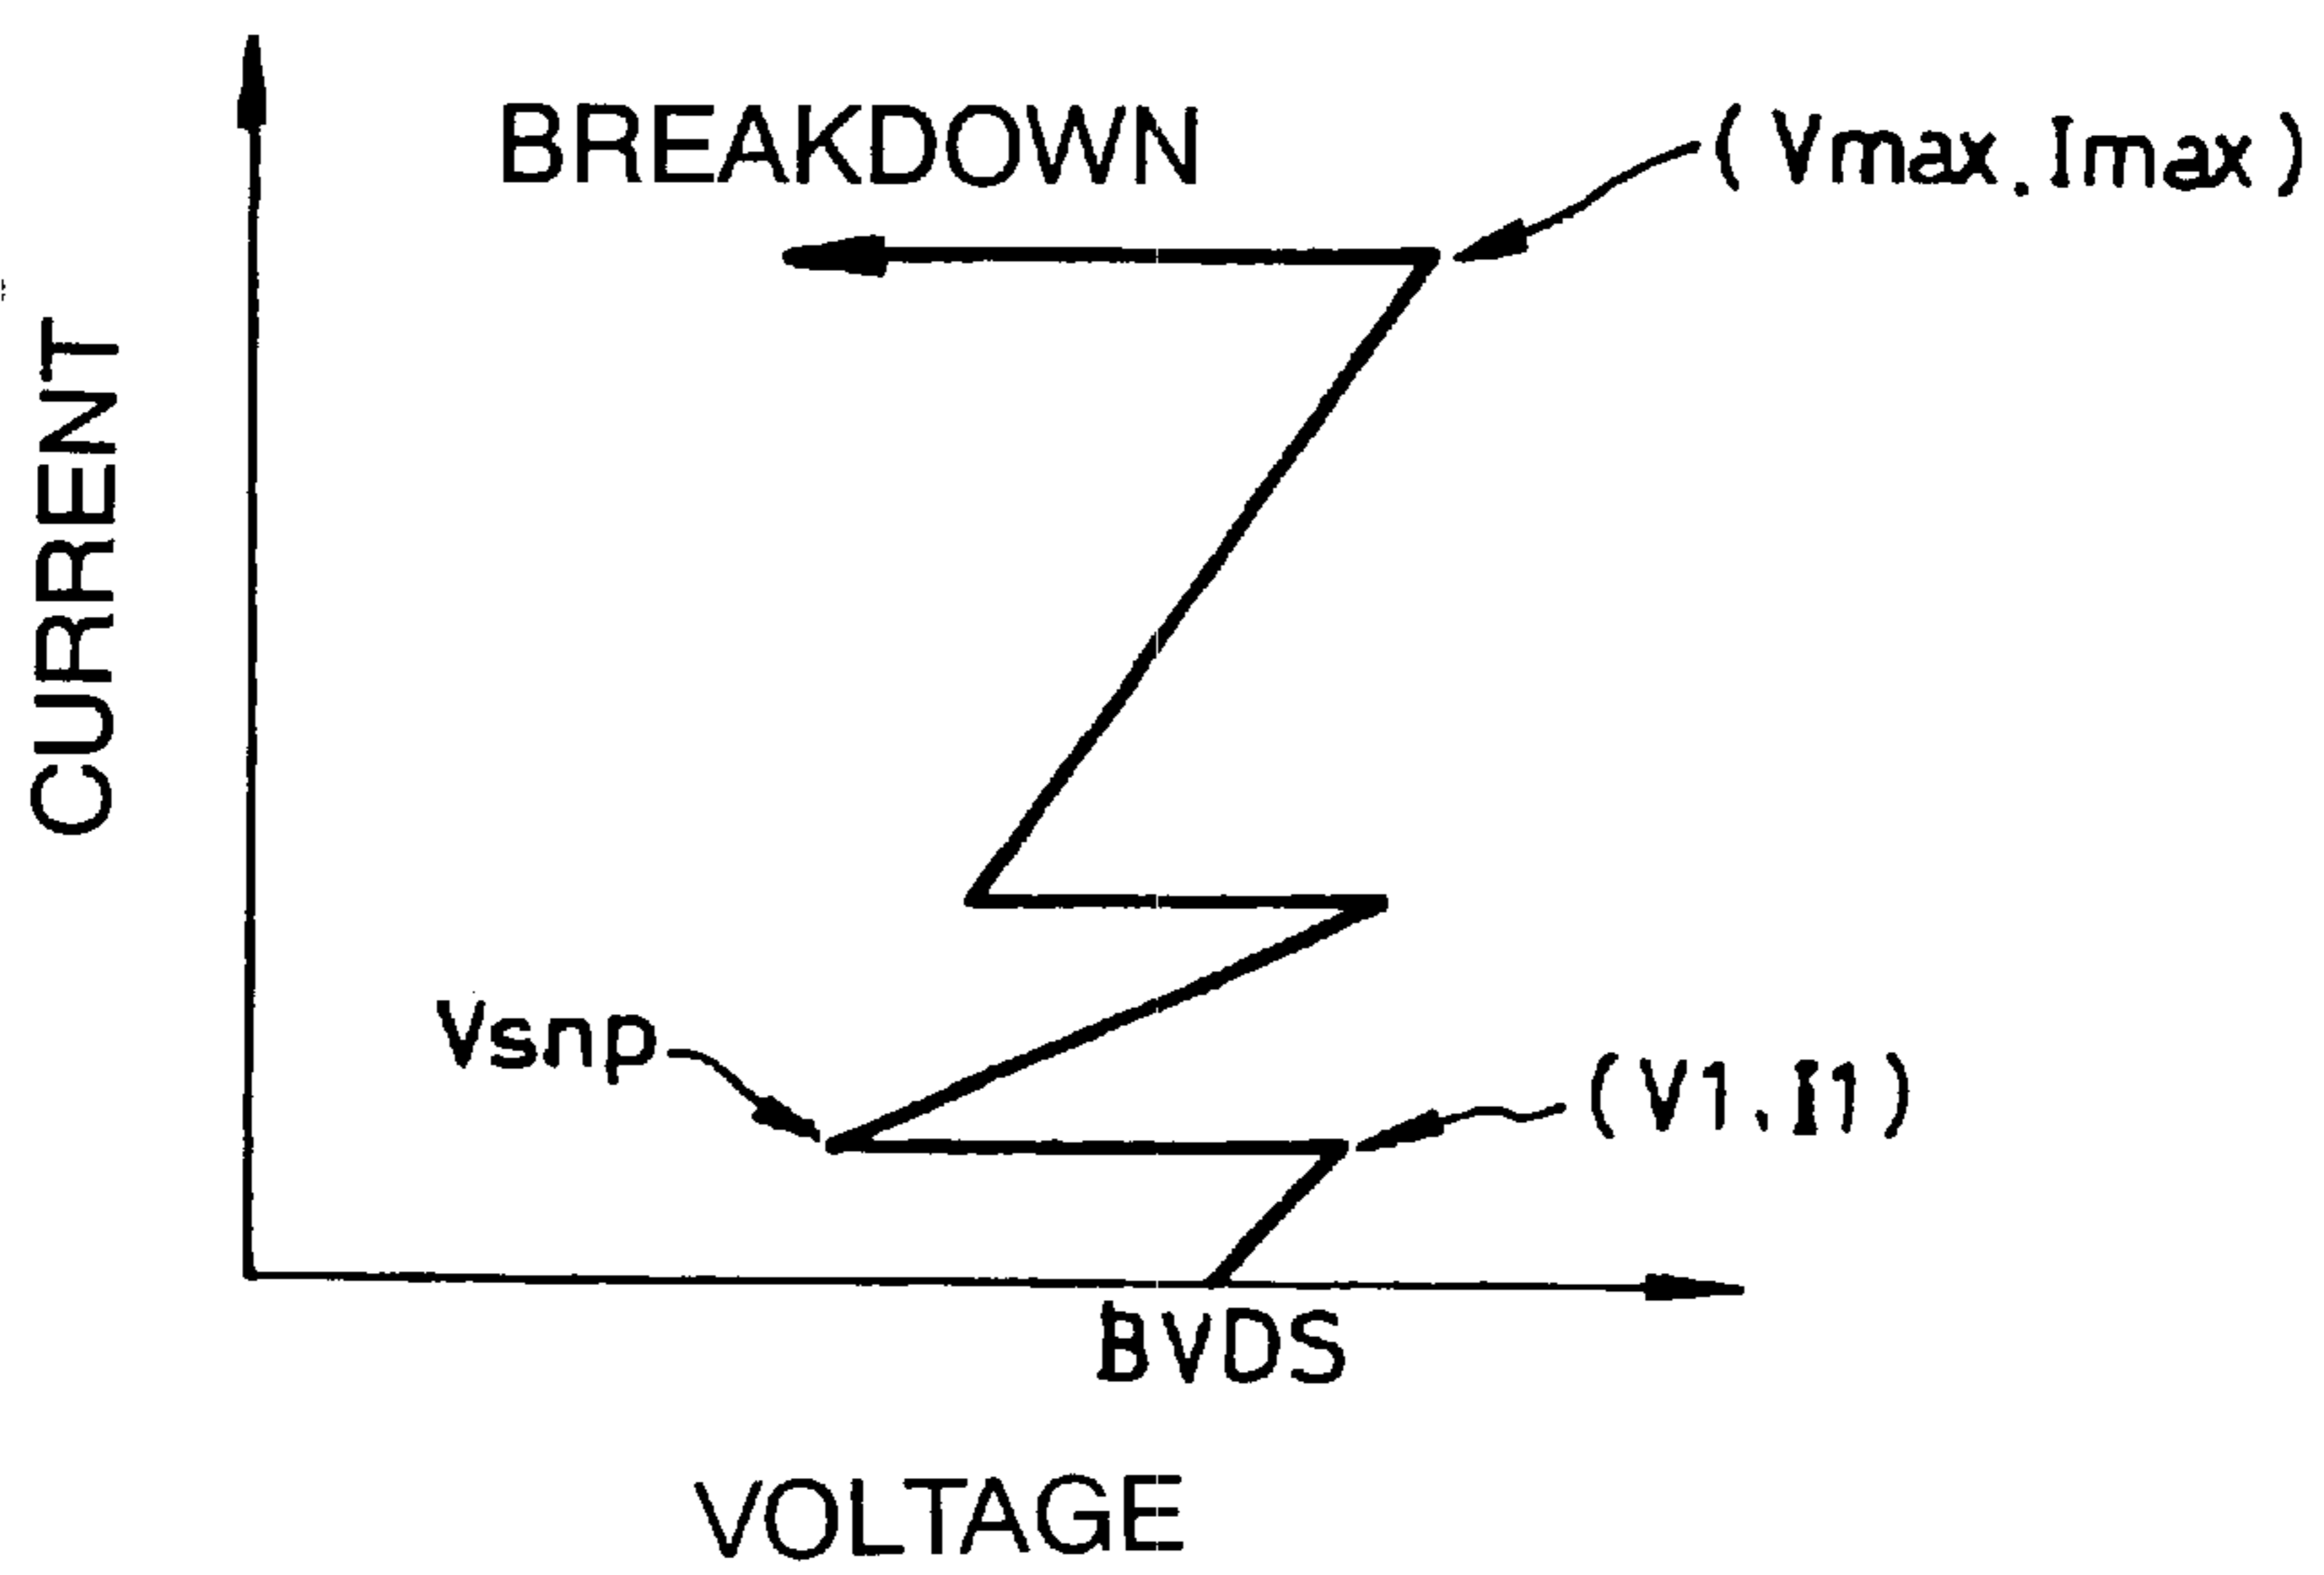 BREAKDOWN
(Vmax.Imax)
CURRENT
Vsnp
(V1.I1)
BVDS
VOLTAGE